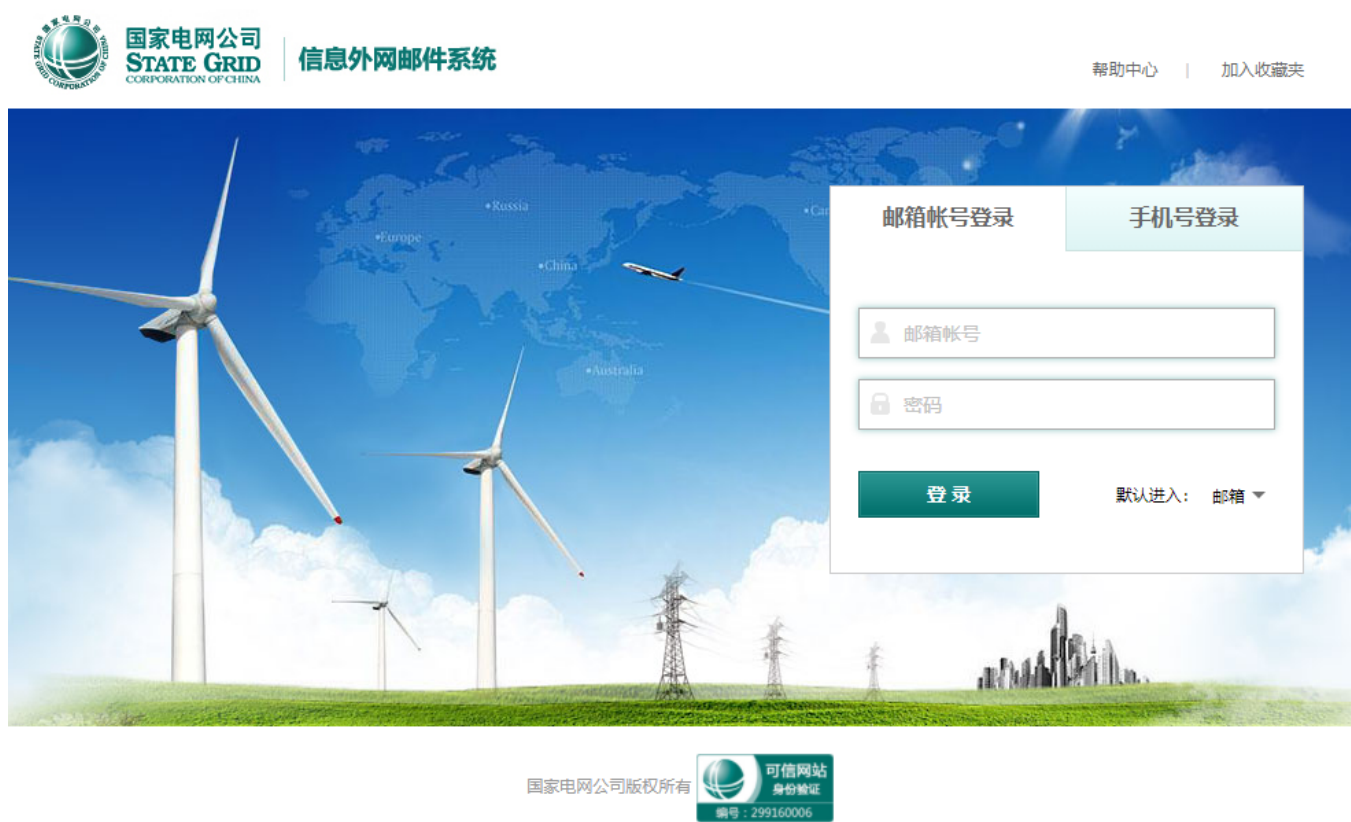 国家电网公司
STATE GRID
CORPORATION OF CHINA
信息外网邮件系统
帮助中心 | 加入收藏夹
Russia
Europe
China
Australia
邮箱帐号登录
手机号登录
邮箱帐号
密码
登录
默认进入: 邮箱
国家电网公司版权所有
可信网站
身份验证
编号:299160006